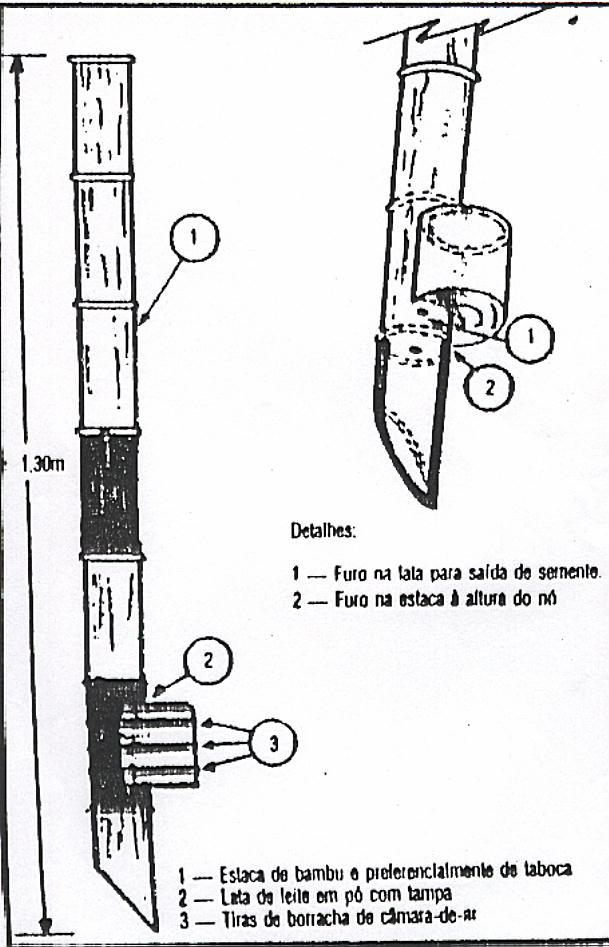 1
1
2
1,30m
Detalhes:
1 — Furo na lata para saída de semente.
2 — Furo na estaca à altura do nó
2
3
1 — Estaca de bambu e preferencialmente de taboca
2 — Lata de leite em pó com tampa
3 — Tiras de borracha de câmara-de-ar